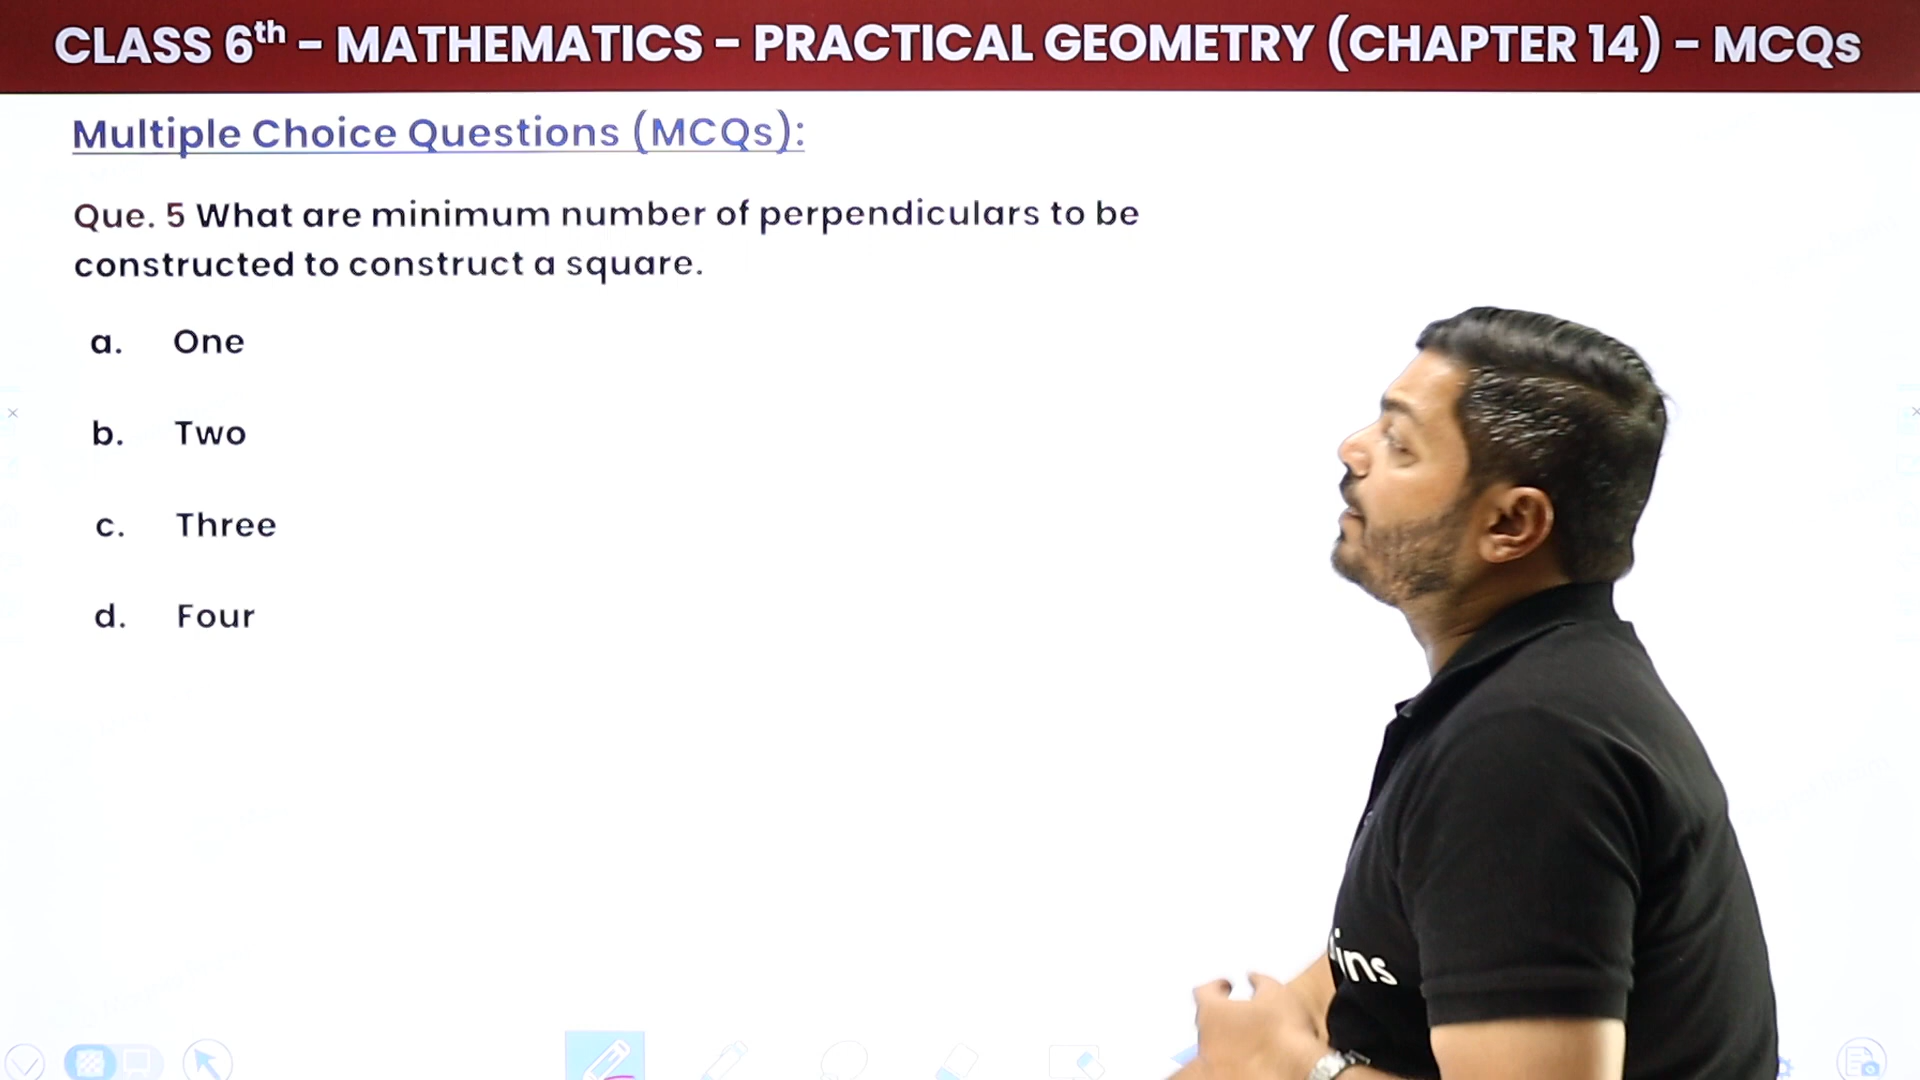 CLASS 6th - MATHEMATICS - PRACTICAL GEOMETRY (CHAPTER 14) - MCQs
Multiple Choice Questions (MCQs):
Que. 5 What are minimum number of perpendiculars to be
constructed to construct a square.
a. One
b. Two
c. Three
d. Four
ins